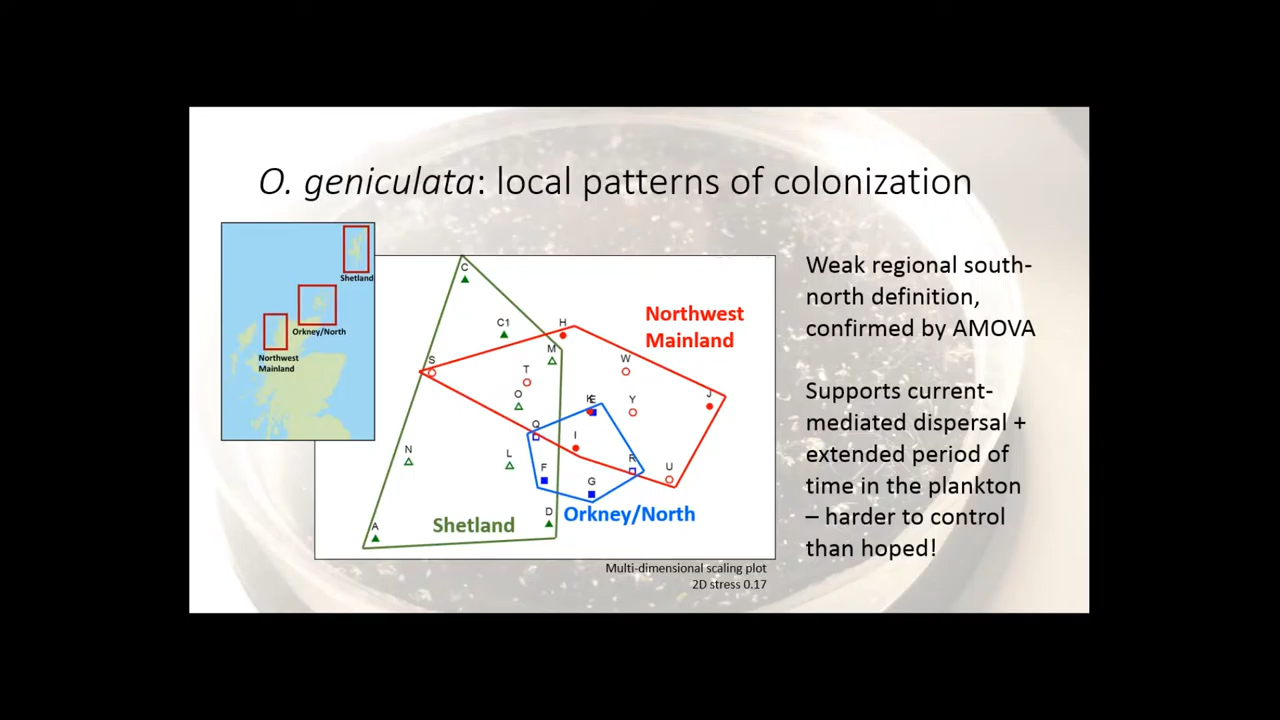 O. geniculata: local patterns of colonization
Shetland
Orkney/North
Northwest
Mainland
C
C1
H
M
S
T
W
O
K
E
Y
J
Q
I
N
L
F
R
U
G
A
D
Northwest
Mainland
Shetland
Orkney/North
Multi-dimensional scaling plot
2D stress 0.17
Weak regional south-
north definition,
confirmed by AMOVA
Supports current-
mediated dispersal +
extended period of
time in the plankton
– harder to control
than hoped!